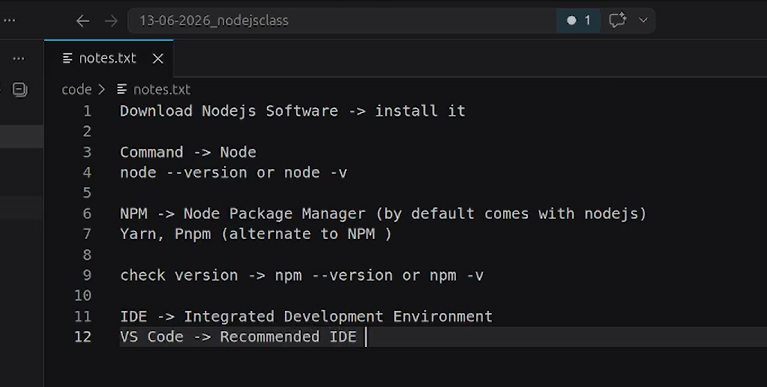 13-06-2026_nodejsclass
1
notes.txt
code > notes.txt
1 Download Nodejs Software -> install it
2
3 Command -> Node
4 node --version or node -v
5
6 NPM -> Node Package Manager (by default comes with nodejs)
7 Yarn, Pnpm (alternate to NPM )
8
9 check version -> npm --version or npm -v
10
11 IDE -> Integrated Development Environment
12 VS Code -> Recommended IDE